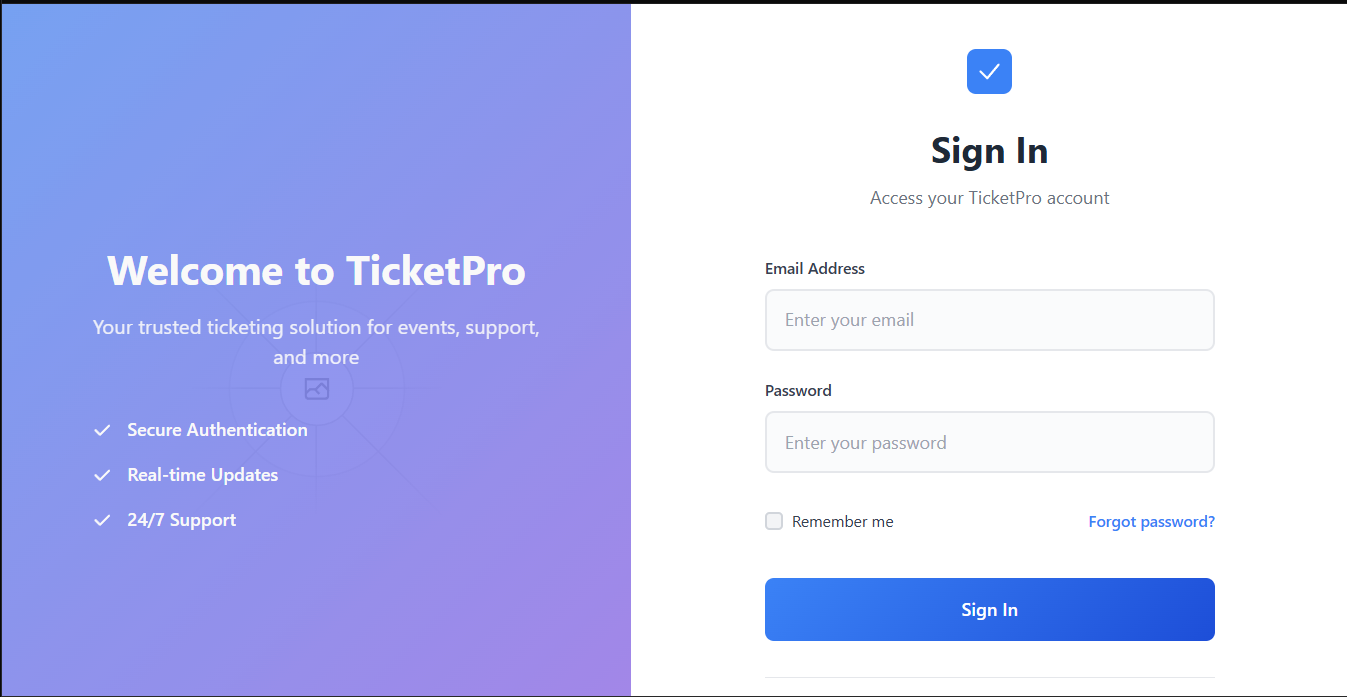 Welcome to TicketPro
Your trusted ticketing solution for events, support,
and more
Secure Authentication
Real-time Updates
24/7 Support
Sign In
Access your TicketPro account
Email Address
Enter your email
Password
Enter your password
Remember me
Forgot password?
Sign In